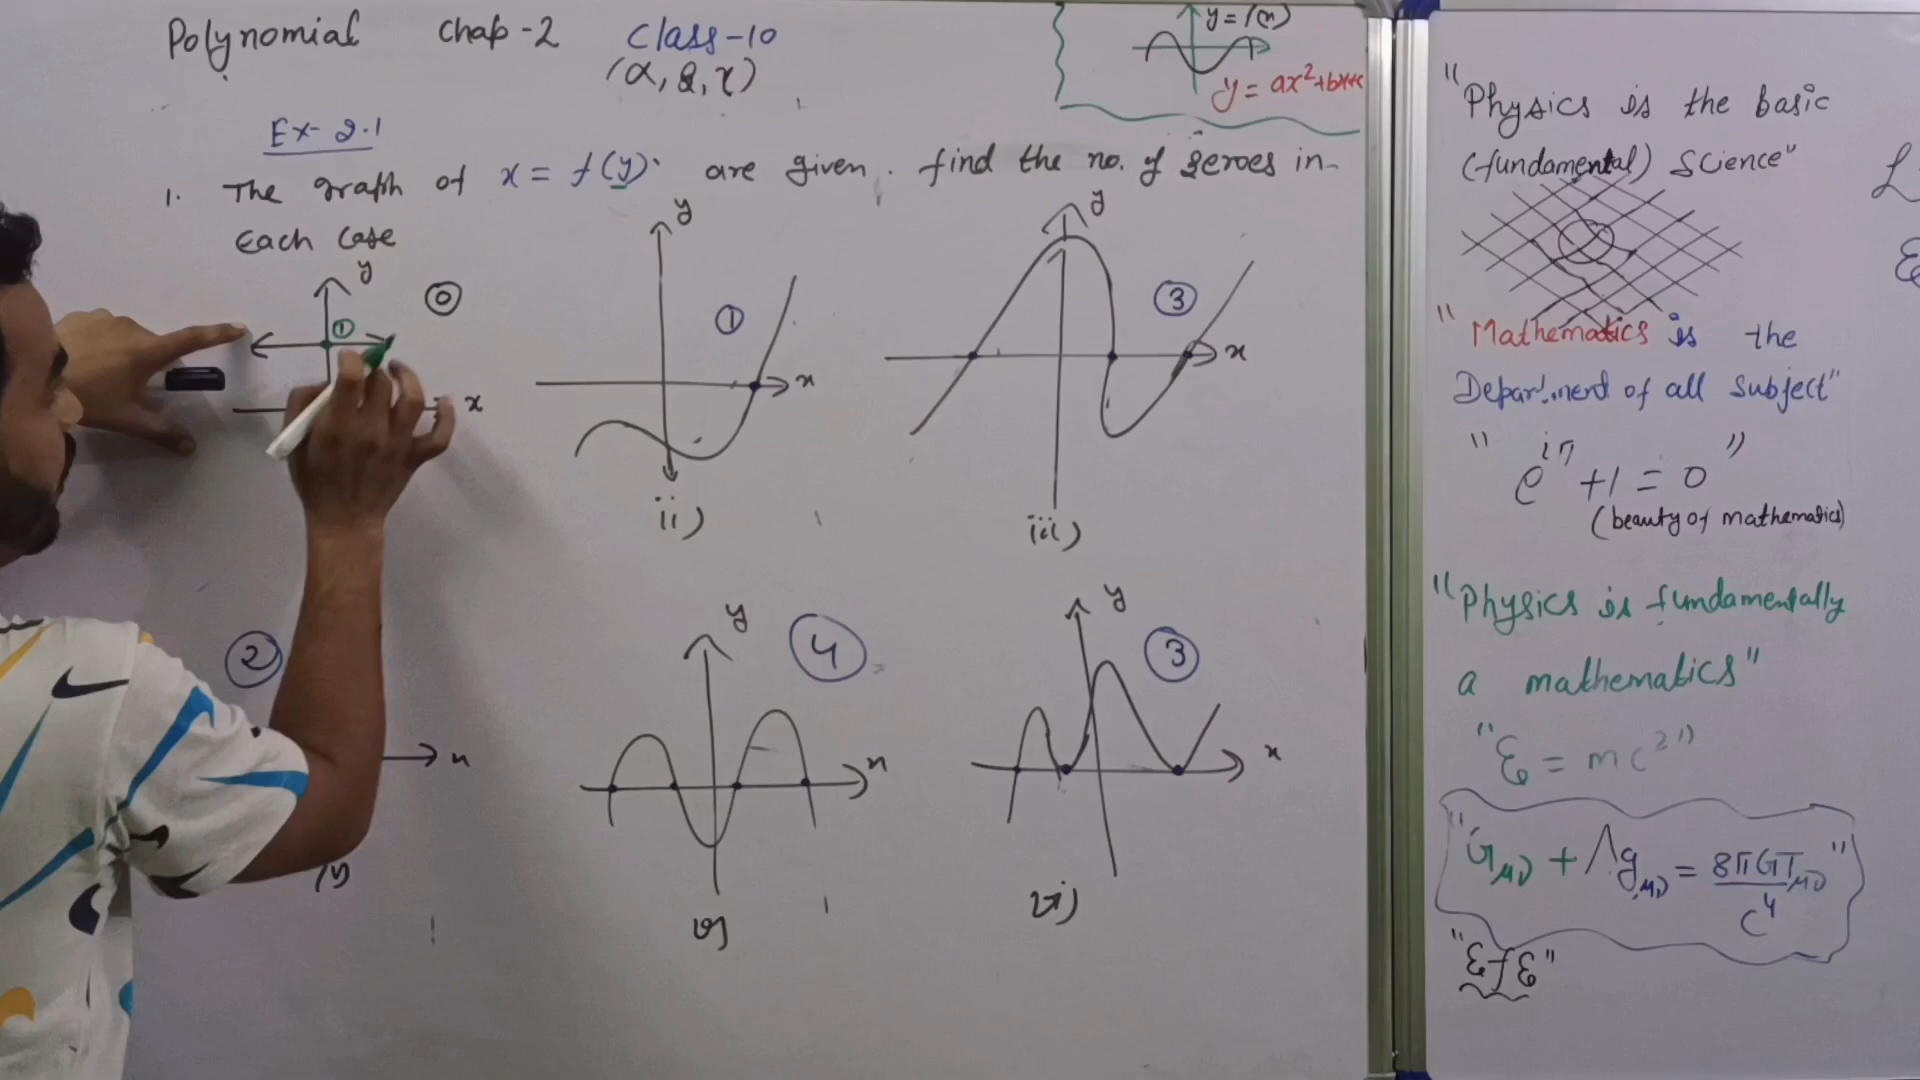 Polynomial Chap-2 Class-10
(α, β, γ)
y = f(x)
y = ax²+bx+c
Ex- 2.1
1. The graph of x = f(y) are given. find the no. of zeroes in
Each Case
y
0
1
x
y
1
x
ii)
y
3
x
iii)
2
x
y
4
x
v)
y
3
x
vi)
"Physics is the basic
(fundamental) Science"
"Mathematics is the
Department of all subject"
"e^iπ +1 = 0"
(beauty of mathematics)
"Physics is fundamentally
a mathematics"
"E = mc²"
"Gμν + Λgμν = 8πGTμν / c⁴"
"EfE"